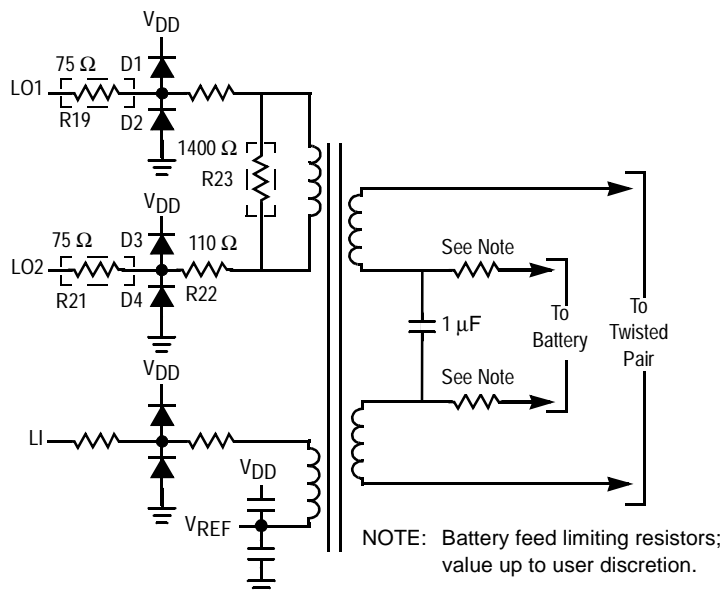 VDD
75 Ω D1
LO1
R19 D2
1400 Ω
R23
VDD
75 Ω D3 110 Ω
LO2
R21 D4 R22
See Note
To
Battery
To
Twisted
Pair
1 μF
See Note
VDD
LI
VDD
VREF
NOTE: Battery feed limiting resistors;
value up to user discretion.